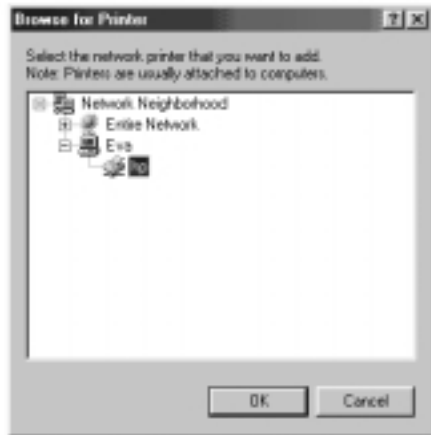 Browse for Printer
Select the network printer that you want to add.
Note: Printers are usually attached to computers.
Network Neighborhood
Entire Network
Eva
hp
OK
Cancel